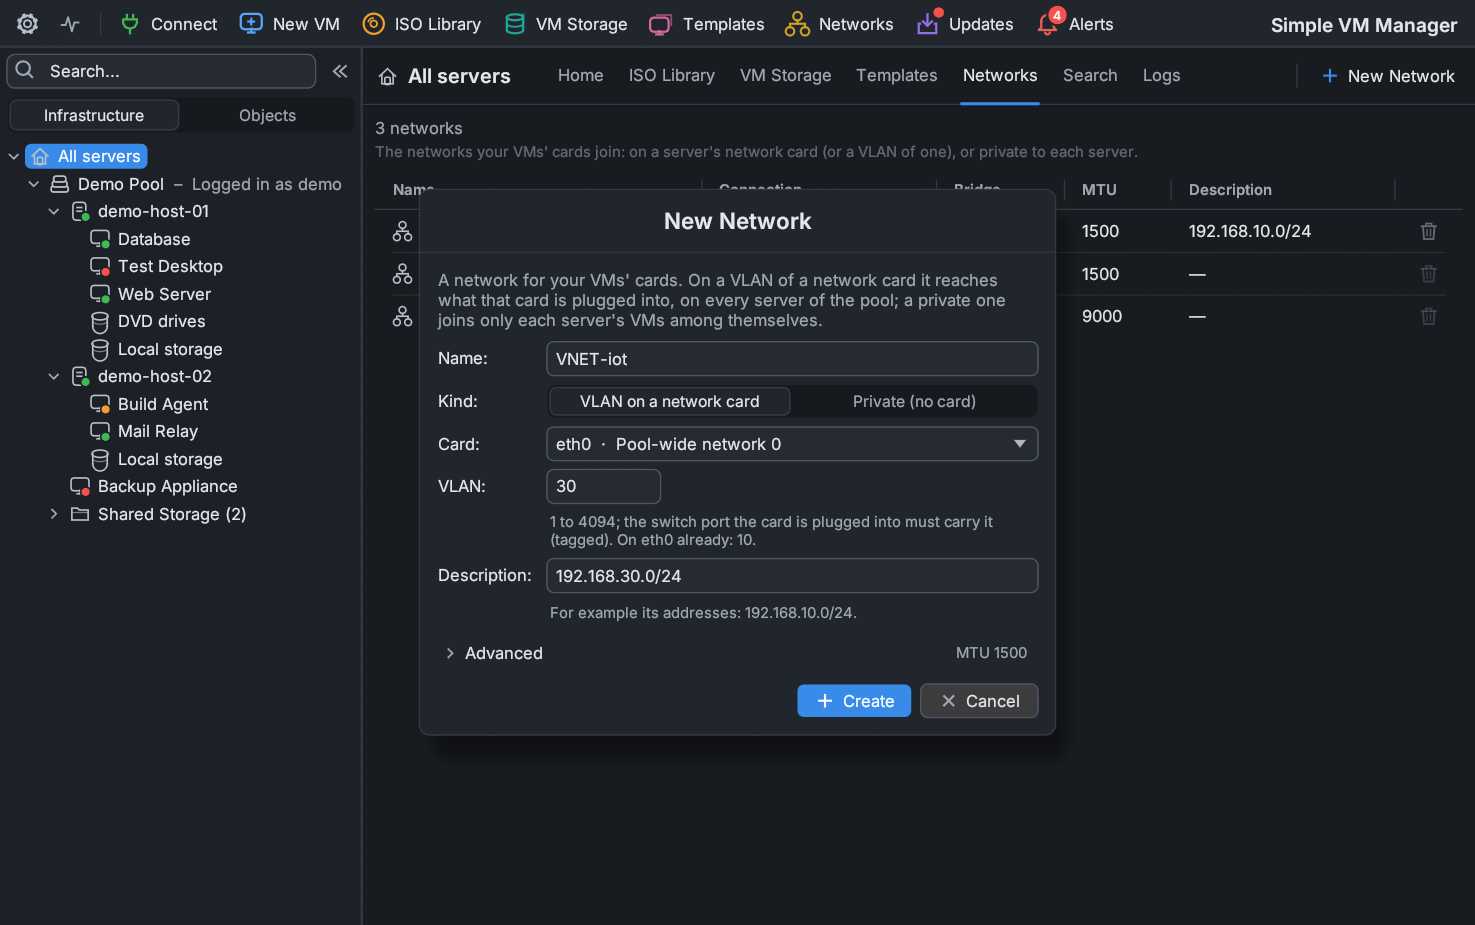 Connect New VM ISO Library VM Storage Templates Networks Updates 4 Alerts Simple VM Manager
Search...
All servers Home ISO Library VM Storage Templates Networks Search Logs + New Network
Infrastructure Objects
3 networks
The networks your VMs' cards join: on a server's network card (or a VLAN of one), or private to each server.
All servers
Demo Pool – Logged in as demo
demo-host-01
Database
Test Desktop
Web Server
DVD drives
Local storage
demo-host-02
Build Agent
Mail Relay
Local storage
Backup Appliance
Shared Storage (2)
Name Connection Bridge MTU Description
1500 192.168.10.0/24
1500 —
9000 —
New Network
A network for your VMs' cards. On a VLAN of a network card it reaches
what that card is plugged into, on every server of the pool; a private one
joins only each server's VMs among themselves.
Name: VNET-iot
Kind: VLAN on a network card Private (no card)
Card: eth0 · Pool-wide network 0
VLAN: 30
1 to 4094; the switch port the card is plugged into must carry it
(tagged). On eth0 already: 10.
Description: 192.168.30.0/24
For example its addresses: 192.168.10.0/24.
Advanced MTU 1500
+ Create × Cancel